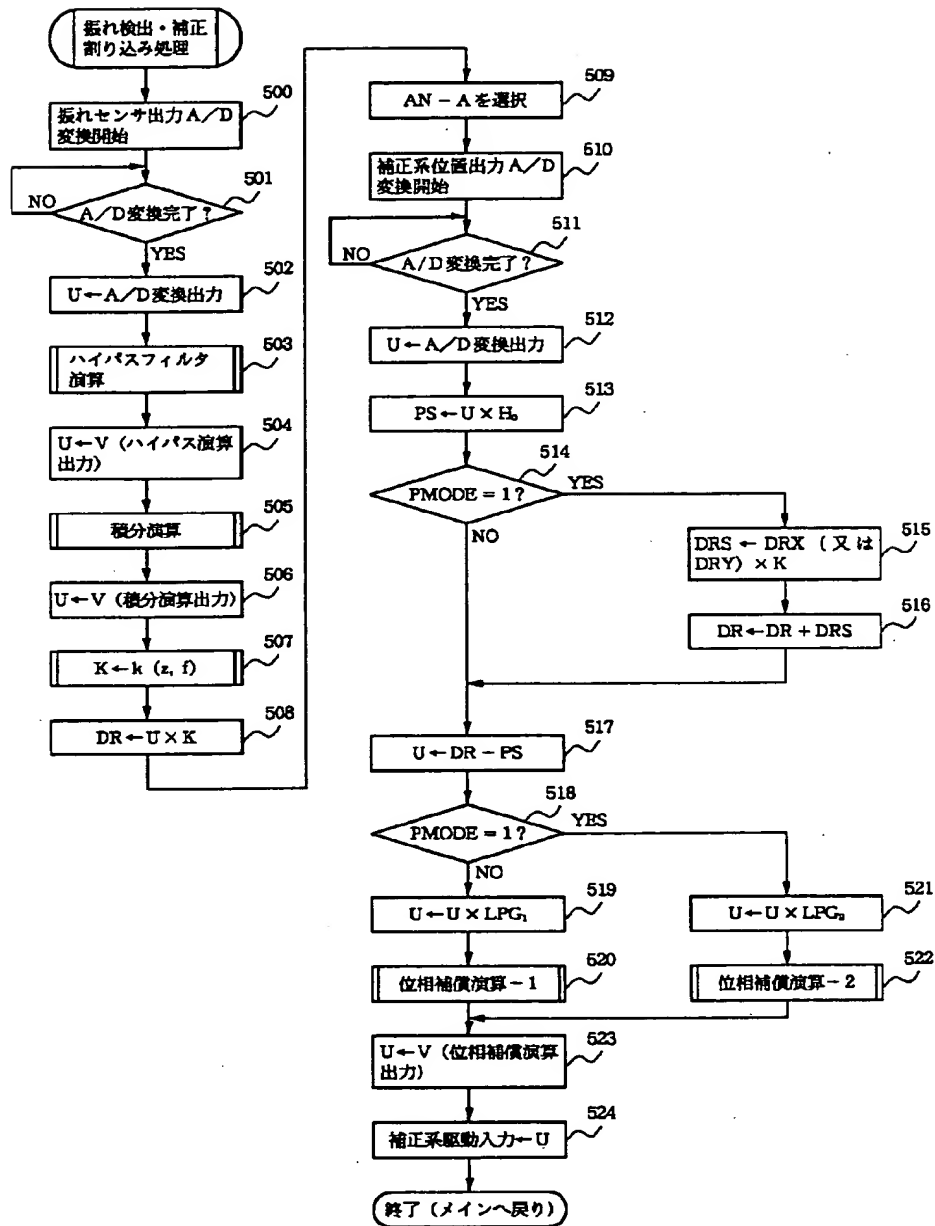 振れ検出・補正
割り込み処理
500
振れセンサ出力A/D
変換開始
501
A/D変換完了?
NO
YES
502
U←A/D変換出力
503
ハイパスフィルタ
演算
504
U←V(ハイパス演算
出力)
505
積分演算
506
U←V(積分演算出力)
507
K←k (z, f)
508
DR←U×K
509
AN-Aを選択
510
補正系位置出力A/D
変換開始
511
A/D変換完了?
NO
YES
512
U←A/D変換出力
513
PS←U×H₀
514
PMODE=1?
YES
NO
515
DRS←DRX(又は
DRY)×K
516
DR←DR+DRS
517
U←DR-PS
518
PMODE=1?
YES
NO
519
U←U×LPG₁
520
位相補償演算-1
521
U←U×LPG₂
522
位相補償演算-2
523
U←V(位相補償演算
出力)
524
補正系駆動入力←U
終了(メインへ戻り)